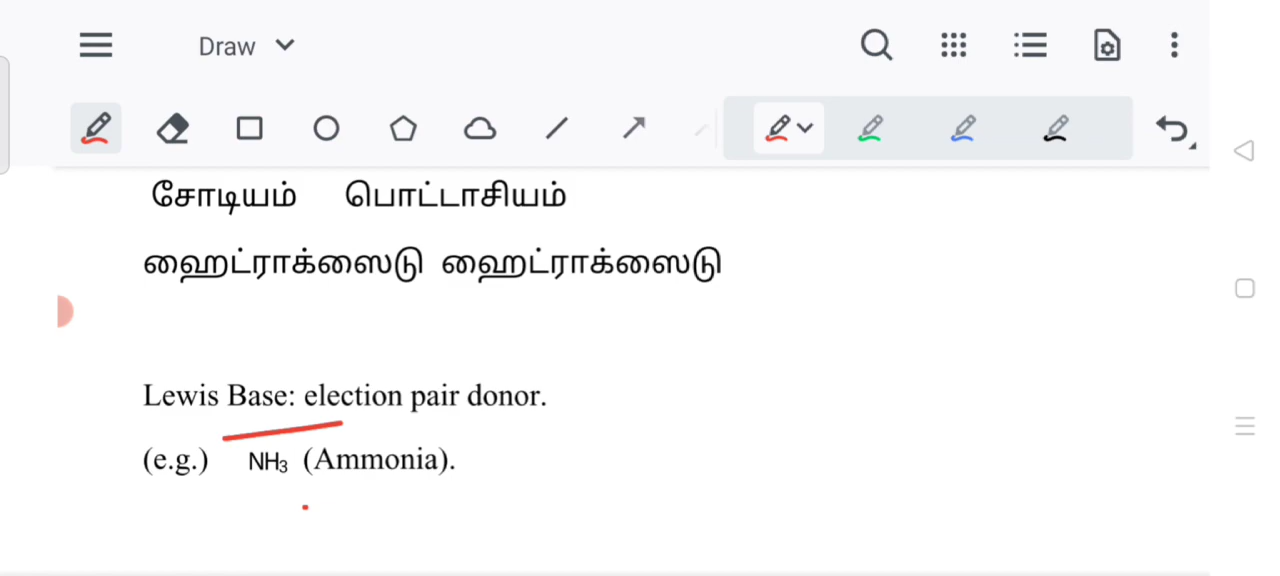 Draw
சோடியம் பொட்டாசியம்
ஹைட்ராக்ஸைடு ஹைட்ராக்ஸைடு
Lewis Base: election pair donor.
(e.g.) NH₃ (Ammonia).